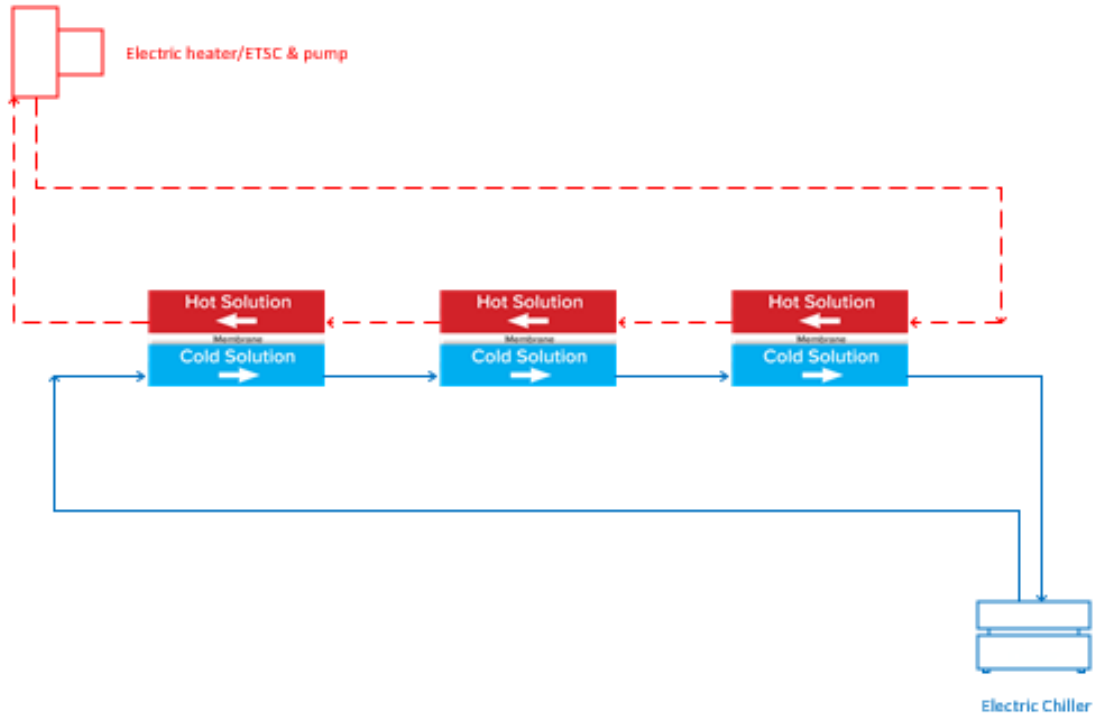 Electric heater/ETSC & pump
Hot Solution
Hot Solution
Hot Solution
Membrane
Membrane
Membrane
Cold Solution
Cold Solution
Cold Solution
Electric Chiller